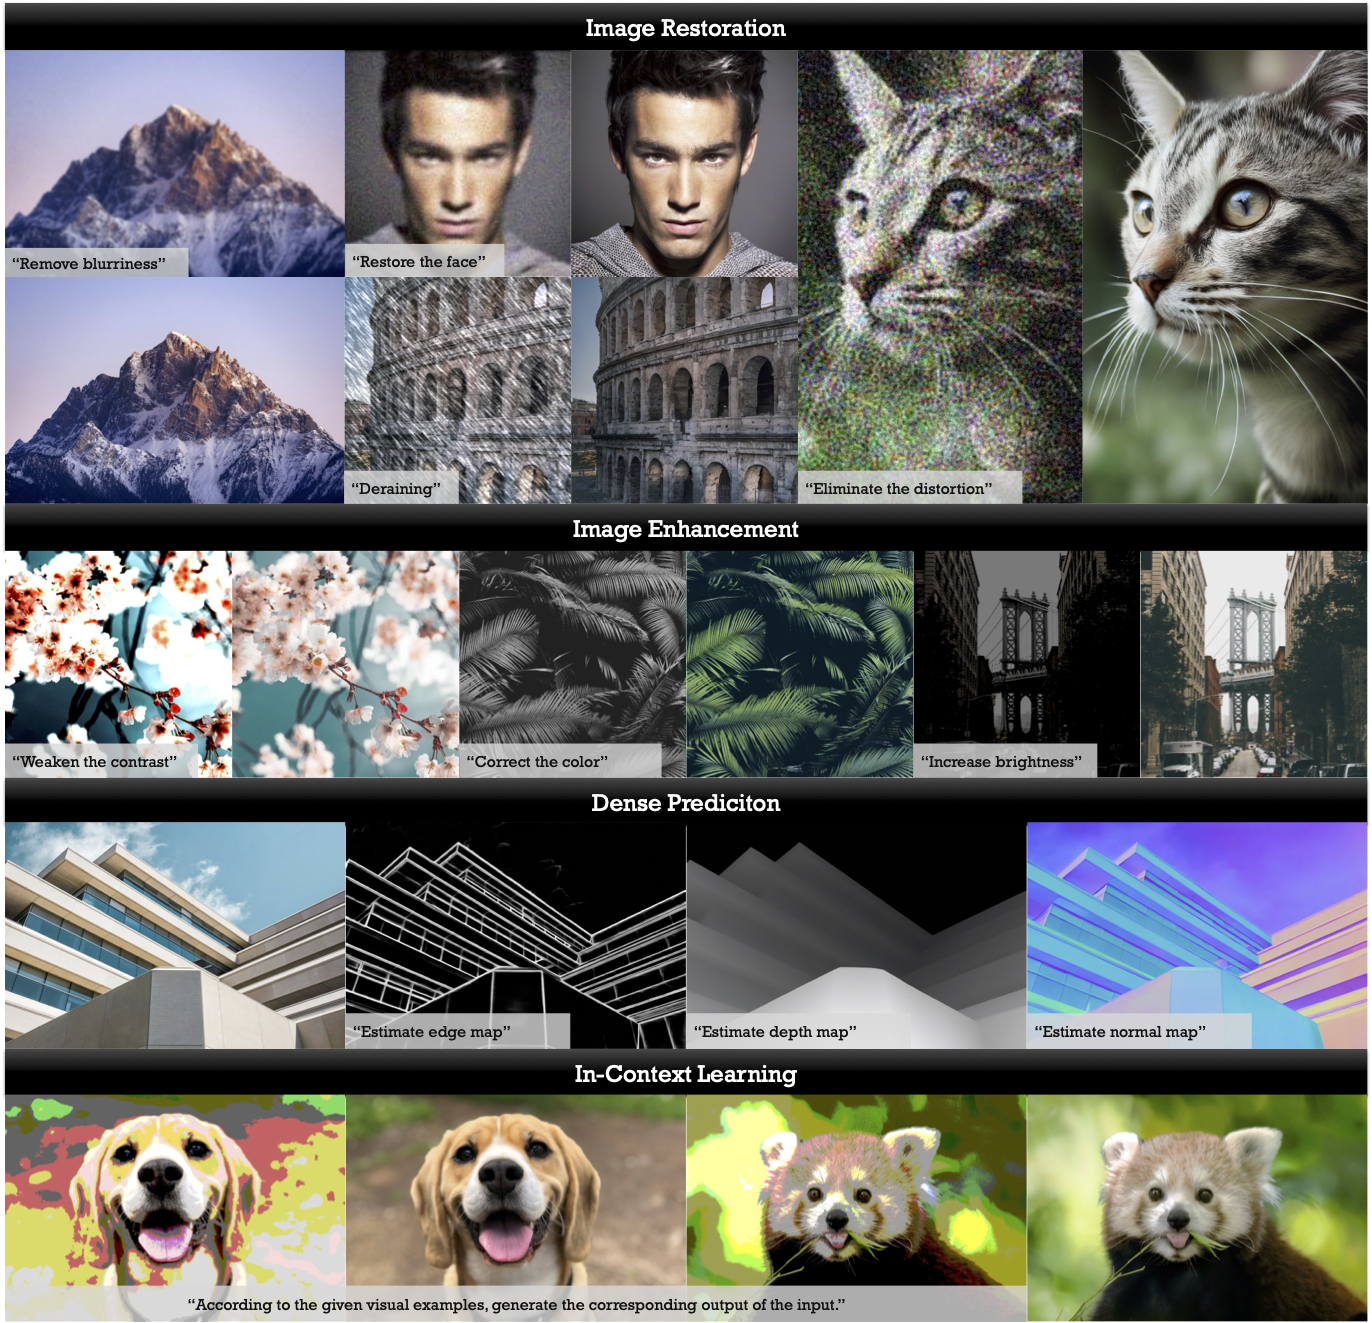 Image Restoration
“Remove blurriness”
“Restore the face”
“Deraining”
“Eliminate the distortion”
Image Enhancement
“Weaken the contrast”
“Correct the color”
“Increase brightness”
Dense Prediciton
“Estimate edge map”
“Estimate depth map”
“Estimate normal map”
In-Context Learning
“According to the given visual examples, generate the corresponding output of the input.”